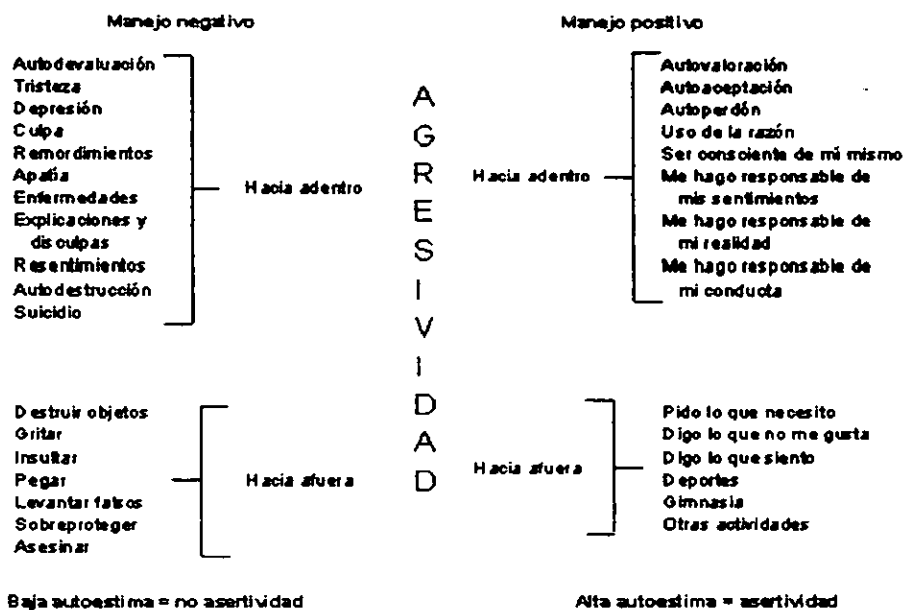 Manejo negativo
Autodevaluación
Tristeza
Depresión
Culpa
Remordimientos
Apatía
Enfermedades
Explicaciones y
disculpas
Resentimientos
Autodestrucción
Suicidio
Hacia adentro
Destruir objetos
Gritar
Insultar
Pegar
Levantar falsos
Sobreproteger
Asesinar
Hacia afuera
Baja autoestima = no asertividad
AGRESIVIDAD
Manejo positivo
Hacia adentro
Autovaloración
Autoaceptación
Autoperdón
Uso de la razón
Ser consciente de mi mismo
Me hago responsable de
mis sentimientos
Me hago responsable de
mi realidad
Me hago responsable de
mi conducta
Hacia afuera
Pido lo que necesito
Digo lo que no me gusta
Digo lo que siento
Deportes
Gimnasia
Otras actividades
Alta autoestima = asertividad